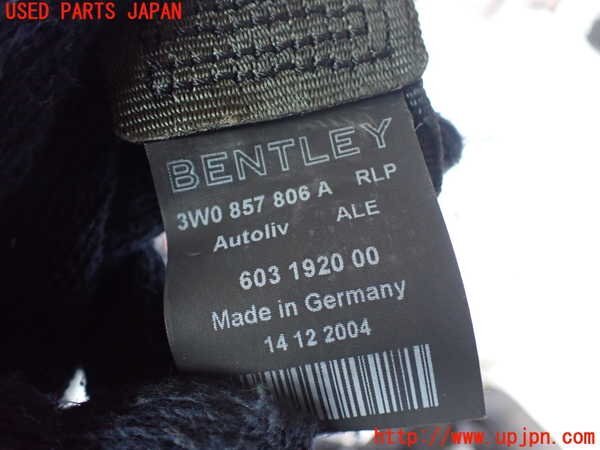 USED PARTS JAPAN
BENTLEY
3W0 857 806 A RLP
Autoliv ALE
603 1920 00
Made in Germany
14 12 2004
http://www.upjpn.com/